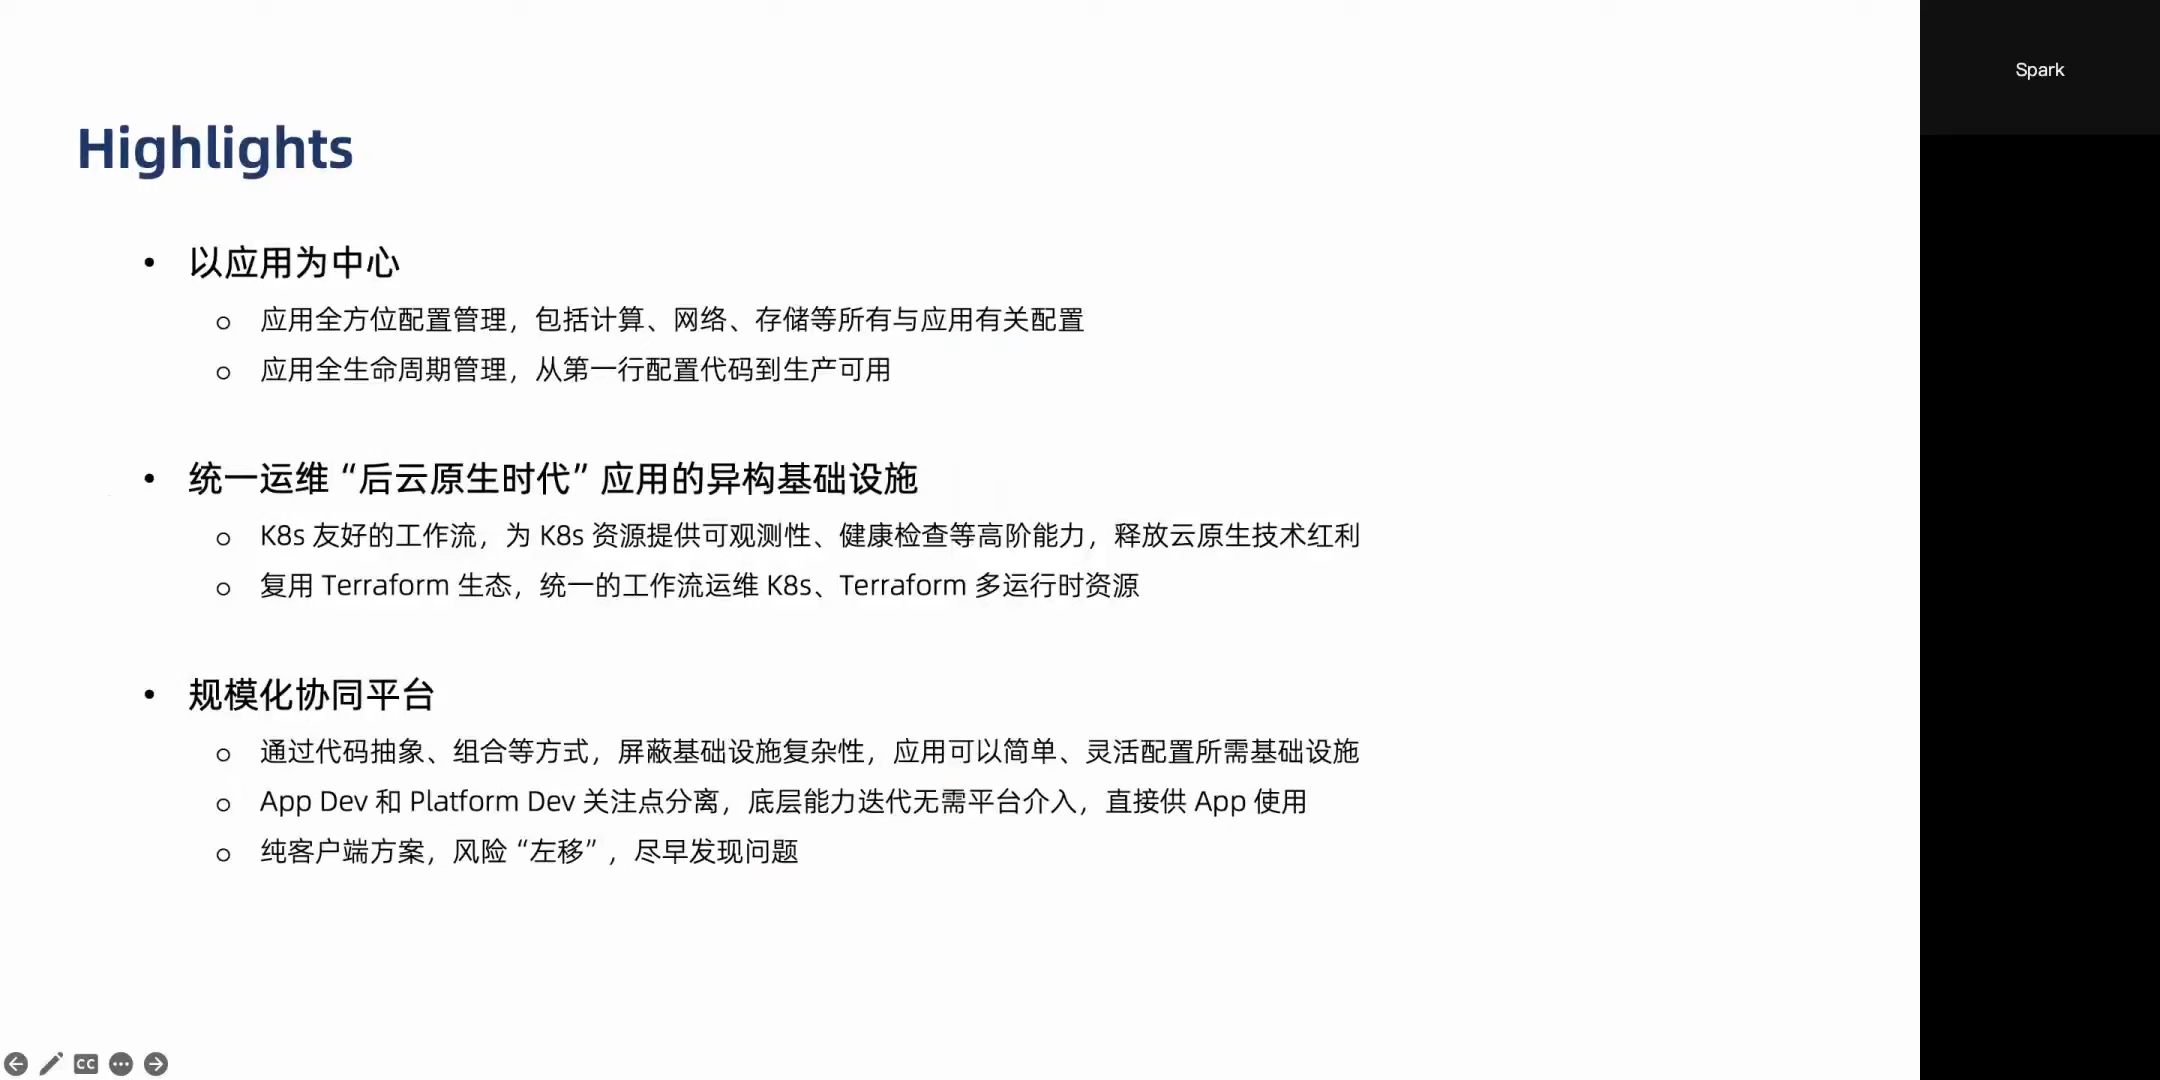 Spark
Highlights
• 以应用为中心
○ 应用全方位配置管理，包括计算、网络、存储等所有与应用有关配置
○ 应用全生命周期管理，从第一行配置代码到生产可用
• 统一运维“后云原生时代”应用的异构基础设施
○ K8s 友好的工作流，为 K8s 资源提供可观测性、健康检查等高阶能力，释放云原生技术红利
○ 复用 Terraform 生态，统一的工作流运维 K8s、Terraform 多运行时资源
• 规模化协同平台
○ 通过代码抽象、组合等方式，屏蔽基础设施复杂性，应用可以简单、灵活配置所需基础设施
○ App Dev 和 Platform Dev 关注点分离，底层能力迭代无需平台介入，直接供 App 使用
○ 纯客户端方案，风险“左移”，尽早发现问题
CC